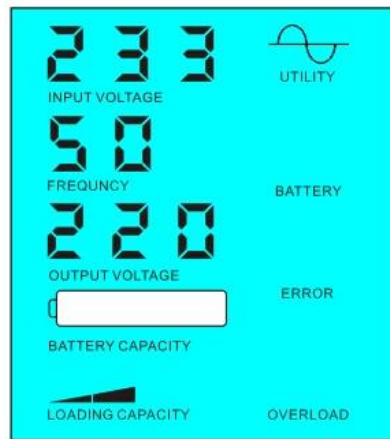 233
UTILITY
INPUT VOLTAGE
50
FREQUNCY
BATTERY
220
OUTPUT VOLTAGE
ERROR
BATTERY CAPACITY
LOADING CAPACITY
OVERLOAD